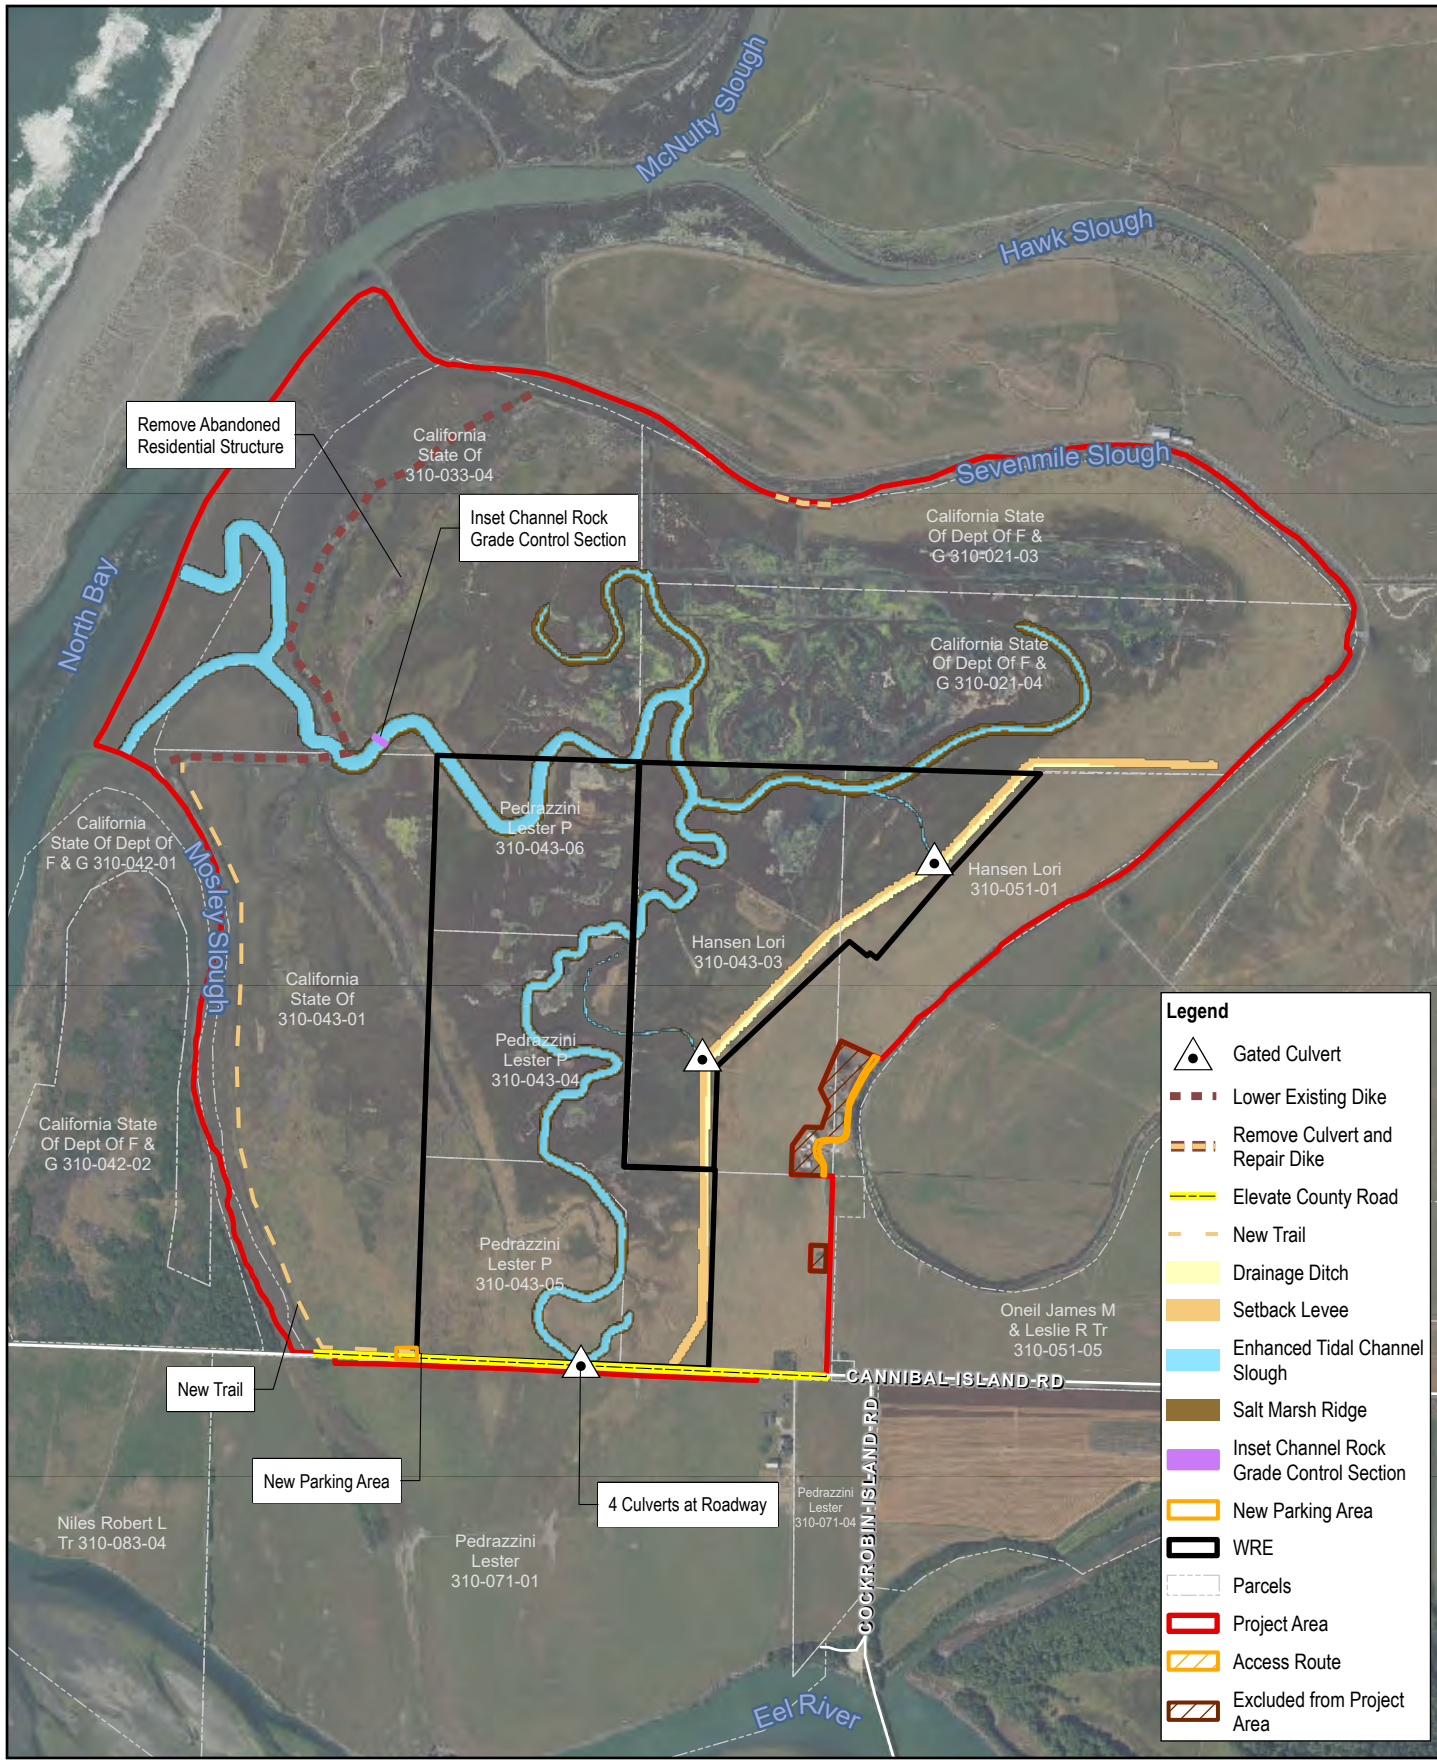 McNulty Slough
Hawk Slough
Remove Abandoned
Residential Structure
California
State Of
310-033-04
Sevenmile Slough
Inset Channel Rock
Grade Control Section
California State
Of Dept Of F &
G 310-021-03
North Bay
California State
Of Dept Of F &
G 310-021-04
Pedrazzini
Lester P
310-043-06
California
State Of Dept Of
F & G 310-042-01
Mosley Slough
Hansen Lori
310-051-01
Hansen Lori
310-043-03
California
State Of
310-043-01
Pedrazzini
Lester P
310-043-04
California State
Of Dept Of F &
G 310-042-02
Pedrazzini
Lester P
310-043-05
Oneil James M
& Leslie R Tr
310-051-05
CANNIBAL ISLAND RD
New Trail
New Parking Area
4 Culverts at Roadway
COCKROBIN ISLAND RD
Pedrazzini
Lester
310-071-04
Niles Robert L
Tr 310-083-04
Pedrazzini
Lester
310-071-01
Eel River
Legend
Gated Culvert
Lower Existing Dike
Remove Culvert and
Repair Dike
Elevate County Road
New Trail
Drainage Ditch
Setback Levee
Enhanced Tidal Channel
Slough
Salt Marsh Ridge
Inset Channel Rock
Grade Control Section
New Parking Area
WRE
Parcels
Project Area
Access Route
Excluded from Project
Area